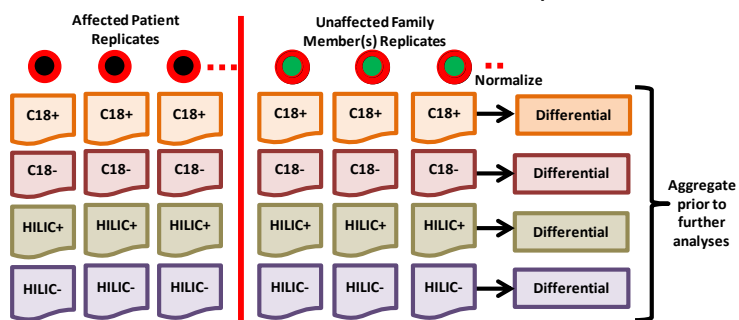 Affected Patient
Replicates
Unaffected Family
Member(s) Replicates
Normalize
C18+ C18+ C18+ C18+ C18+ C18+ Differential
C18- C18- C18- C18- C18- C18- Differential
HILIC+ HILIC+ HILIC+ HILIC+ HILIC+ HILIC+ Differential
HILIC- HILIC- HILIC- HILIC- HILIC- HILIC- Differential
Aggregate
prior to
further
analyses